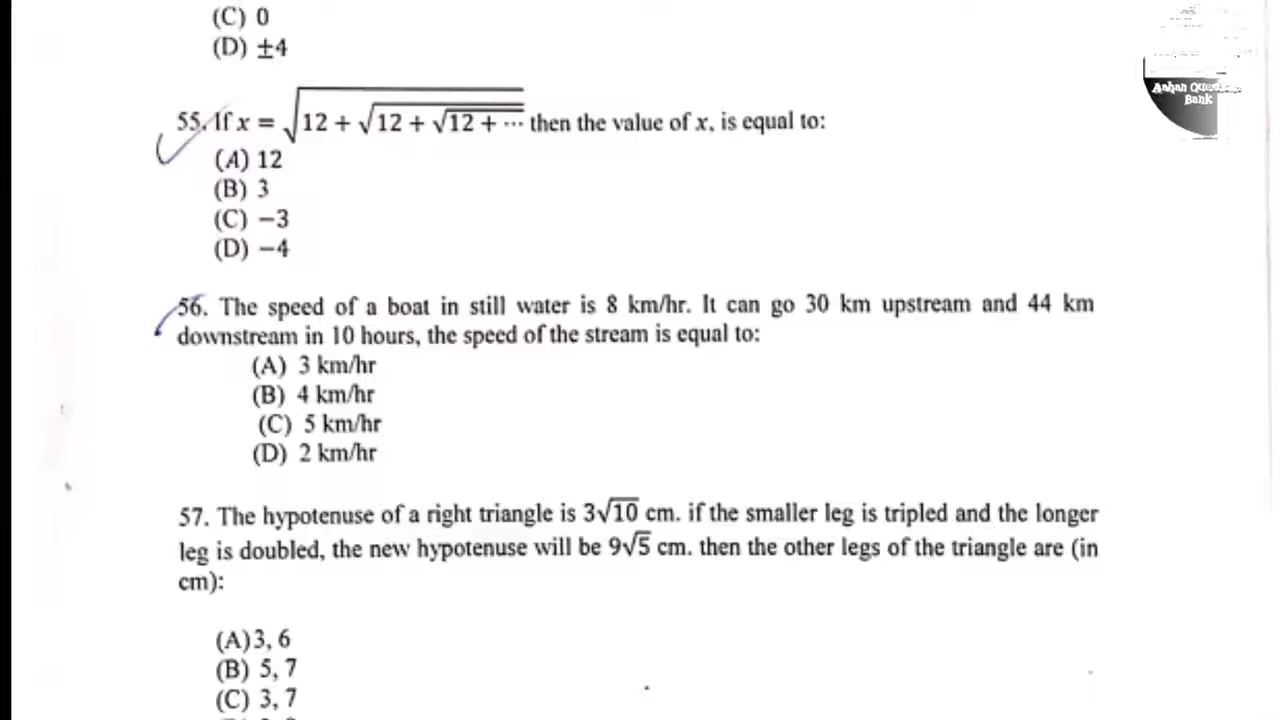 (C) 0
(D) ±4
Aahan Question
Bank
55. If x = √12 + √12 + √12 + ⋯ then the value of x, is equal to:
(A) 12
(B) 3
(C) −3
(D) −4
56. The speed of a boat in still water is 8 km/hr. It can go 30 km upstream and 44 km
downstream in 10 hours, the speed of the stream is equal to:
(A) 3 km/hr
(B) 4 km/hr
(C) 5 km/hr
(D) 2 km/hr
57. The hypotenuse of a right triangle is 3√10 cm. if the smaller leg is tripled and the longer
leg is doubled, the new hypotenuse will be 9√5 cm. then the other legs of the triangle are (in
cm):
(A)3, 6
(B) 5, 7
(C) 3, 7